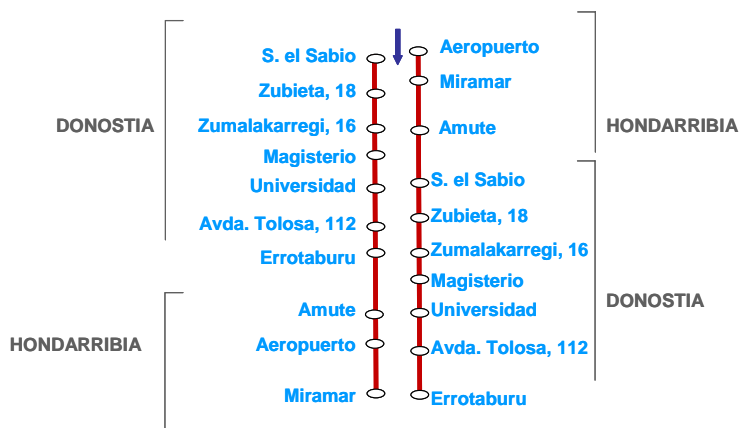 DONOSTIA
S. el Sabio
Zubieta, 18
Zumalakarregi, 16
Magisterio
Universidad
Avda. Tolosa, 112
Errotaburu
HONDARRIBIA
Amute
Aeropuerto
Miramar
Aeropuerto
Miramar
Amute
HONDARRIBIA
S. el Sabio
Zubieta, 18
Zumalakarregi, 16
Magisterio
Universidad
Avda. Tolosa, 112
Errotaburu
DONOSTIA